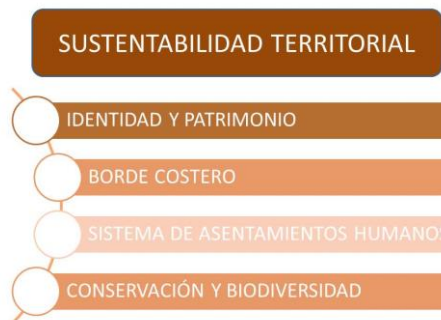 SUSTENTABILIDAD TERRITORIAL
IDENTIDAD Y PATRIMONIO
BORDE COSTERO
SISTEMA DE ASENTAMIENTOS HUMANOS
CONSERVACIÓN Y BIODIVERSIDAD